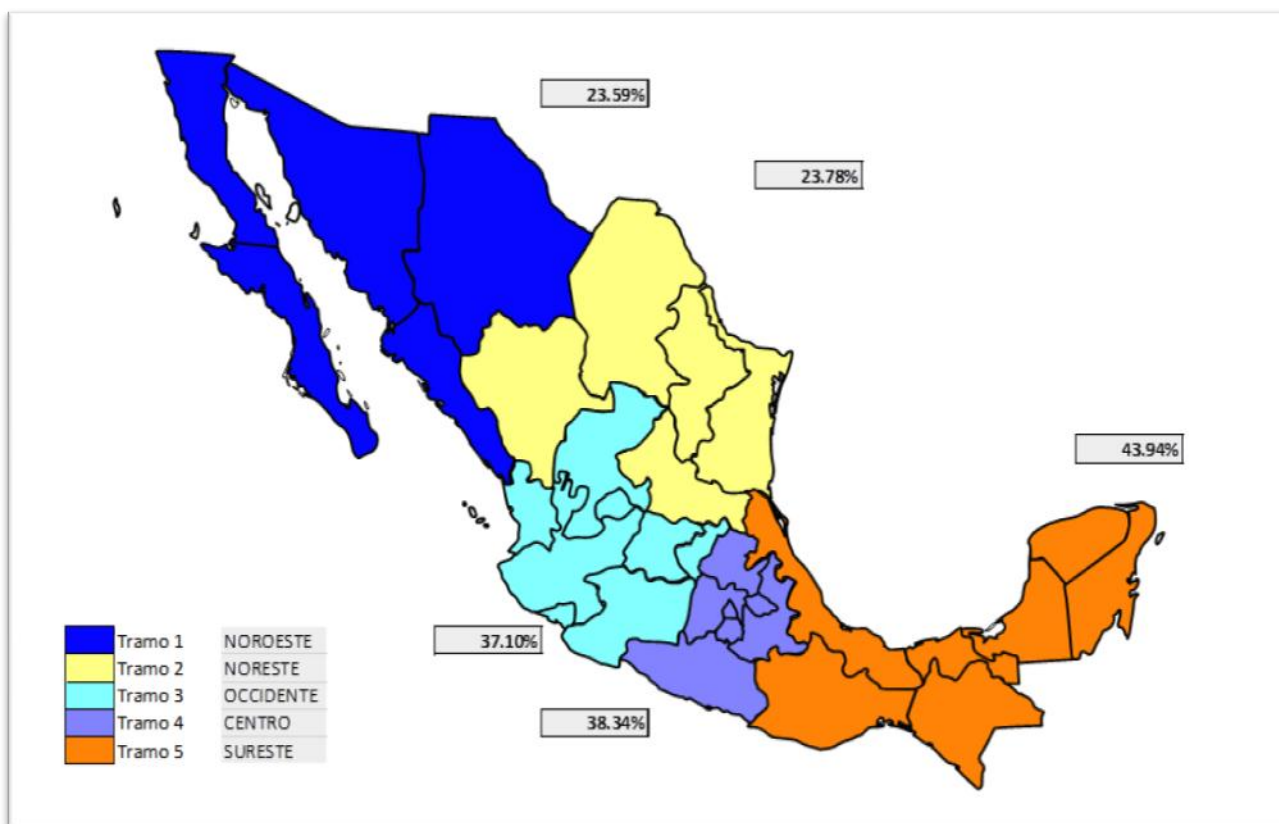 23.59%
23.78%
43.94%
37.10%
38.34%
Tramo 1 NOROESTE
Tramo 2 NORESTE
Tramo 3 OCCIDENTE
Tramo 4 CENTRO
Tramo 5 SURESTE